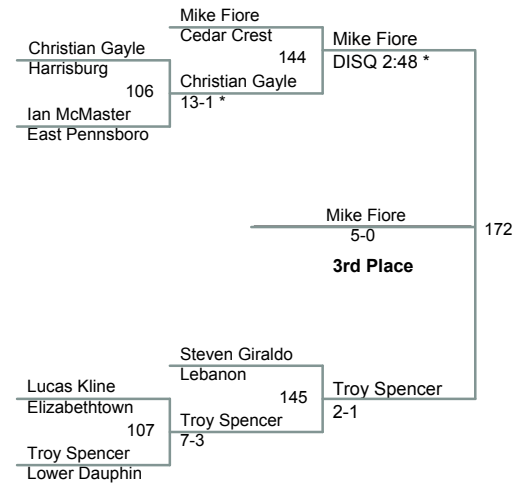 Mike Fiore
Cedar Crest
Christian Gayle
Harrisburg
144
Mike Fiore
DISQ 2:48 *
106
Christian Gayle
13-1 *
Ian McMaster
East Pennsboro
Mike Fiore
5-0
172
3rd Place
Steven Giraldo
Lebanon
Lucas Kline
Elizabethtown
145
Troy Spencer
2-1
107
Troy Spencer
7-3
Troy Spencer
Lower Dauphin